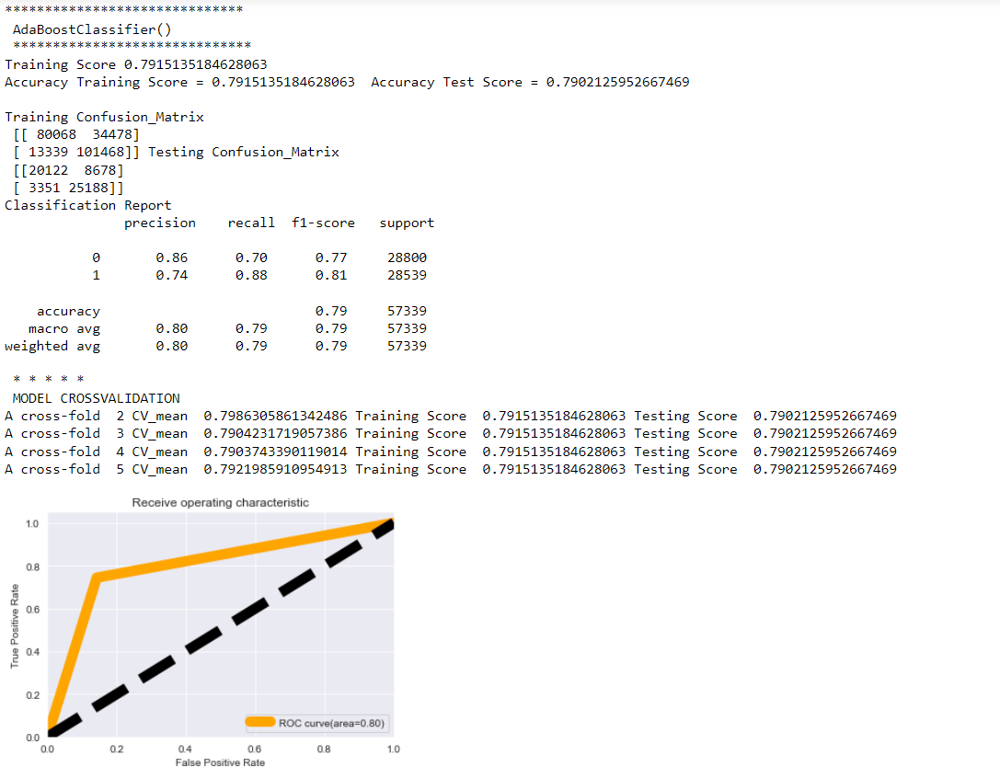 ******************************
AdaBoostClassifier()
******************************
Training Score 0.7915135184628063
Accuracy Training Score = 0.7915135184628063  Accuracy Test Score = 0.7902125952667469
Training Confusion_Matrix
[[ 80068  34478]
[ 13339 101468]] Testing Confusion_Matrix
[[20122  8678]
[ 3351 25188]]
Classification Report
precision    recall  f1-score   support
0       0.86      0.70      0.77     28800
1       0.74      0.88      0.81     28539
accuracy                           0.79     57339
macro avg       0.80      0.79      0.79     57339
weighted avg       0.80      0.79      0.79     57339
* * * * *
MODEL CROSSVALIDATION
A cross-fold  2 CV_mean  0.7986305861342486 Training Score  0.7915135184628063 Testing Score  0.7902125952667469
A cross-fold  3 CV_mean  0.7904231719057386 Training Score  0.7915135184628063 Testing Score  0.7902125952667469
A cross-fold  4 CV_mean  0.7903743390119014 Training Score  0.7915135184628063 Testing Score  0.7902125952667469
A cross-fold  5 CV_mean  0.7921985910954913 Training Score  0.7915135184628063 Testing Score  0.7902125952667469
Receive operating characteristic
1.0
0.8
0.6
0.4
0.2
0.0
True Positive Rate
ROC curve(area=0.80)
0.0 0.2 0.4 0.6 0.8 1.0
False Positive Rate